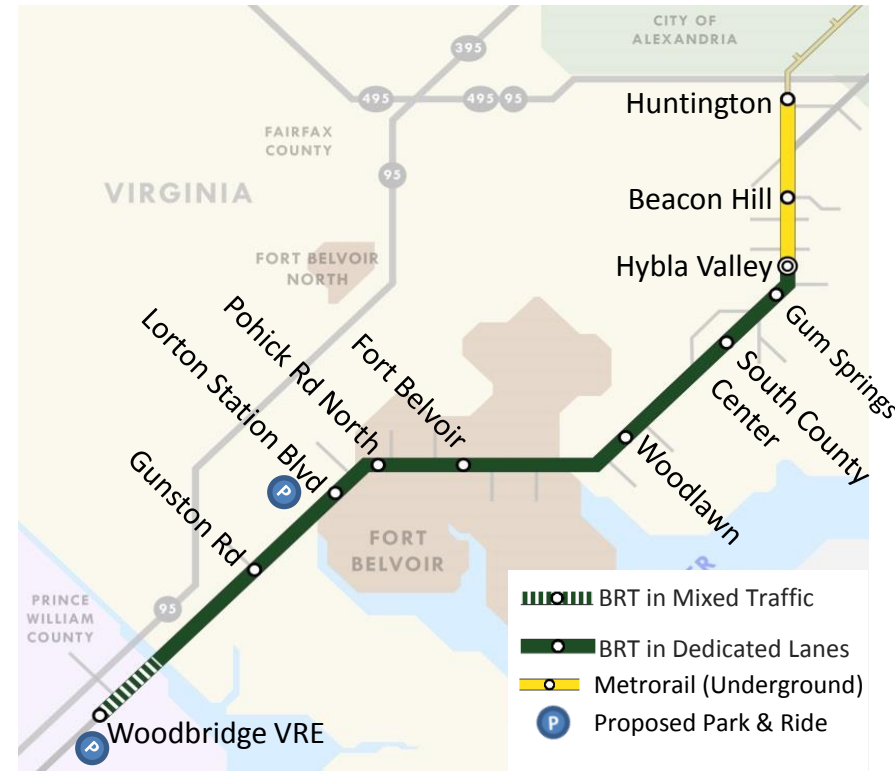 CITY OF
ALEXANDRIA
395
495
495 95
Huntington
FAIRFAX
COUNTY
95
VIRGINIA
Beacon Hill
FORT BELVOIR
NORTH
Hybla Valley
Gum Springs
South County
Center
Woodlawn
Fort Belvoir
Pohick Rd North
Lorton Station Blvd
P
Gunston Rd
FORT
BELVOIR
PRINCE
WILLIAM
COUNTY
95
Woodbridge VRE
P
BRT in Mixed Traffic
BRT in Dedicated Lanes
Metrorail (Underground)
P Proposed Park & Ride